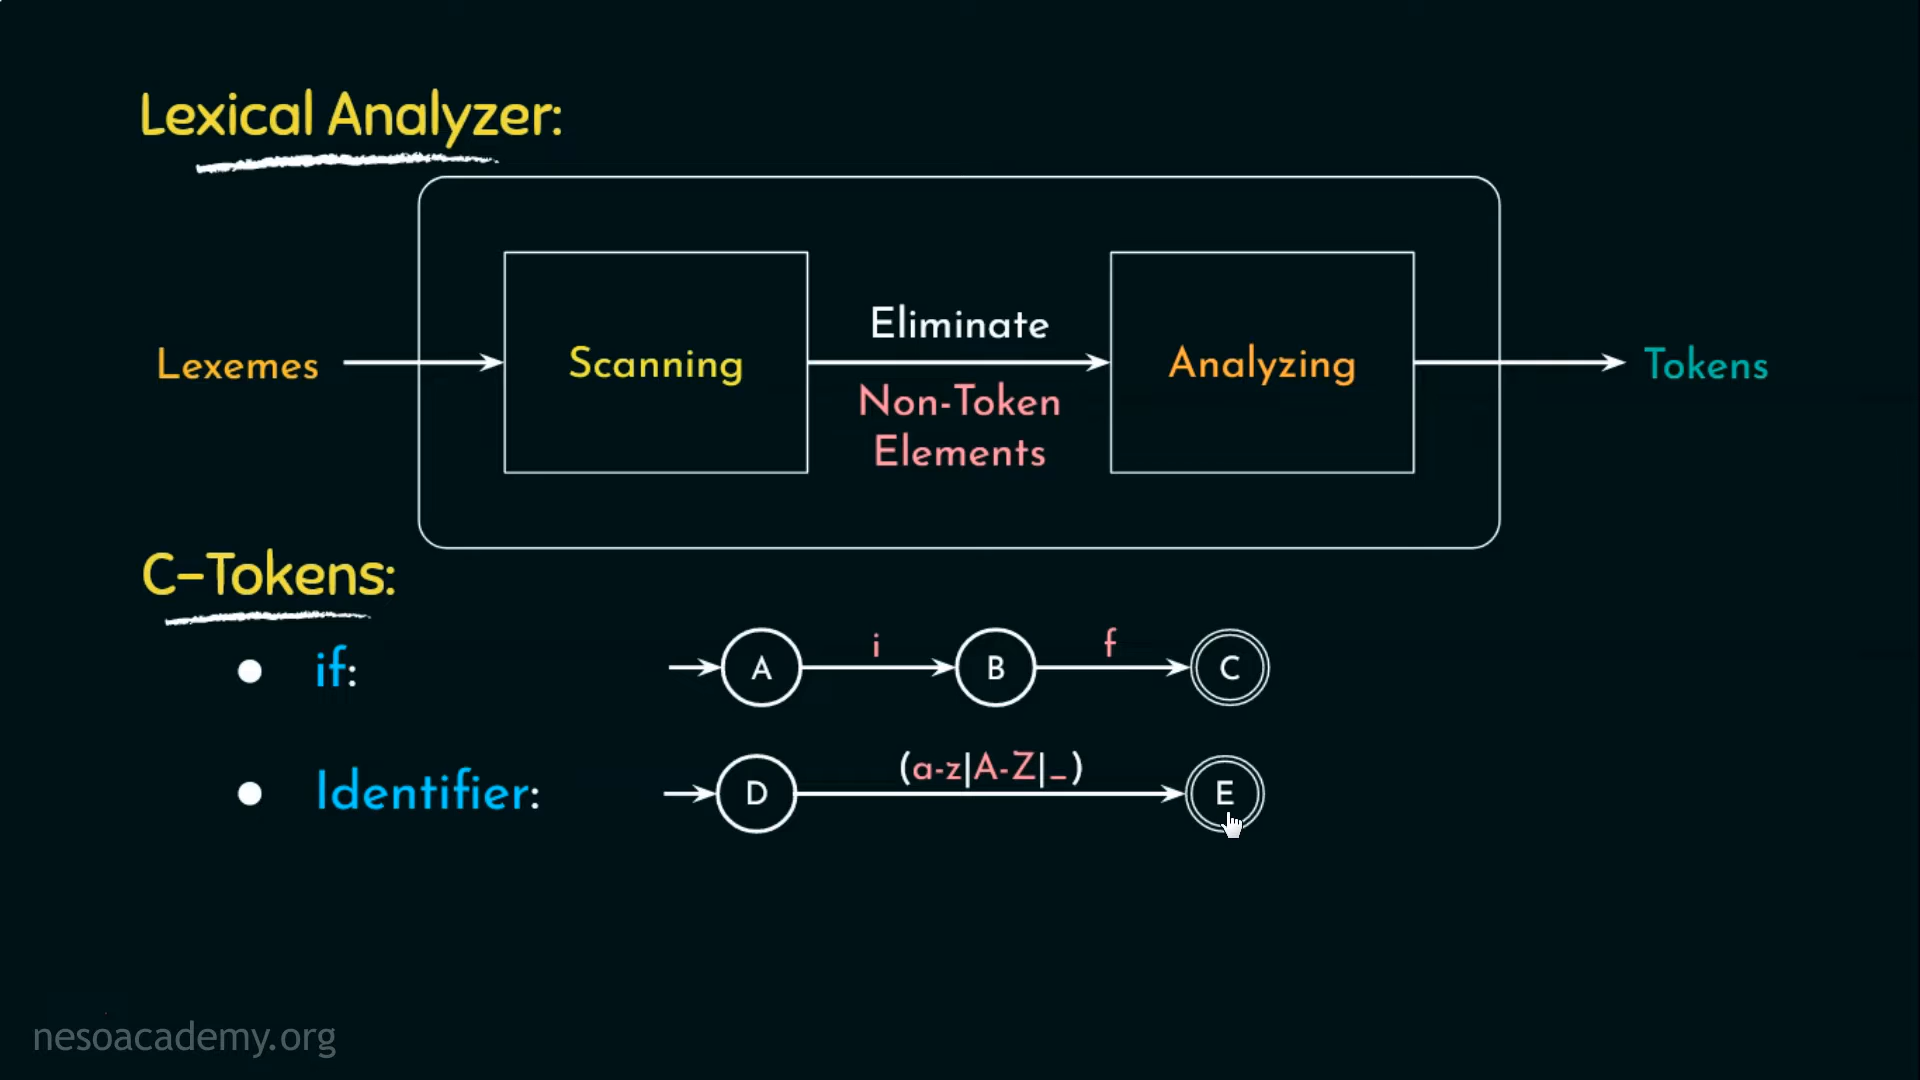 Lexical Analyzer:
Lexemes
Scanning
Eliminate
Non-Token
Elements
Analyzing
Tokens
C-Tokens:
if:
A
i
B
f
C
Identifier:
D
(a-z|A-Z|_)
E
nesoacademy.org